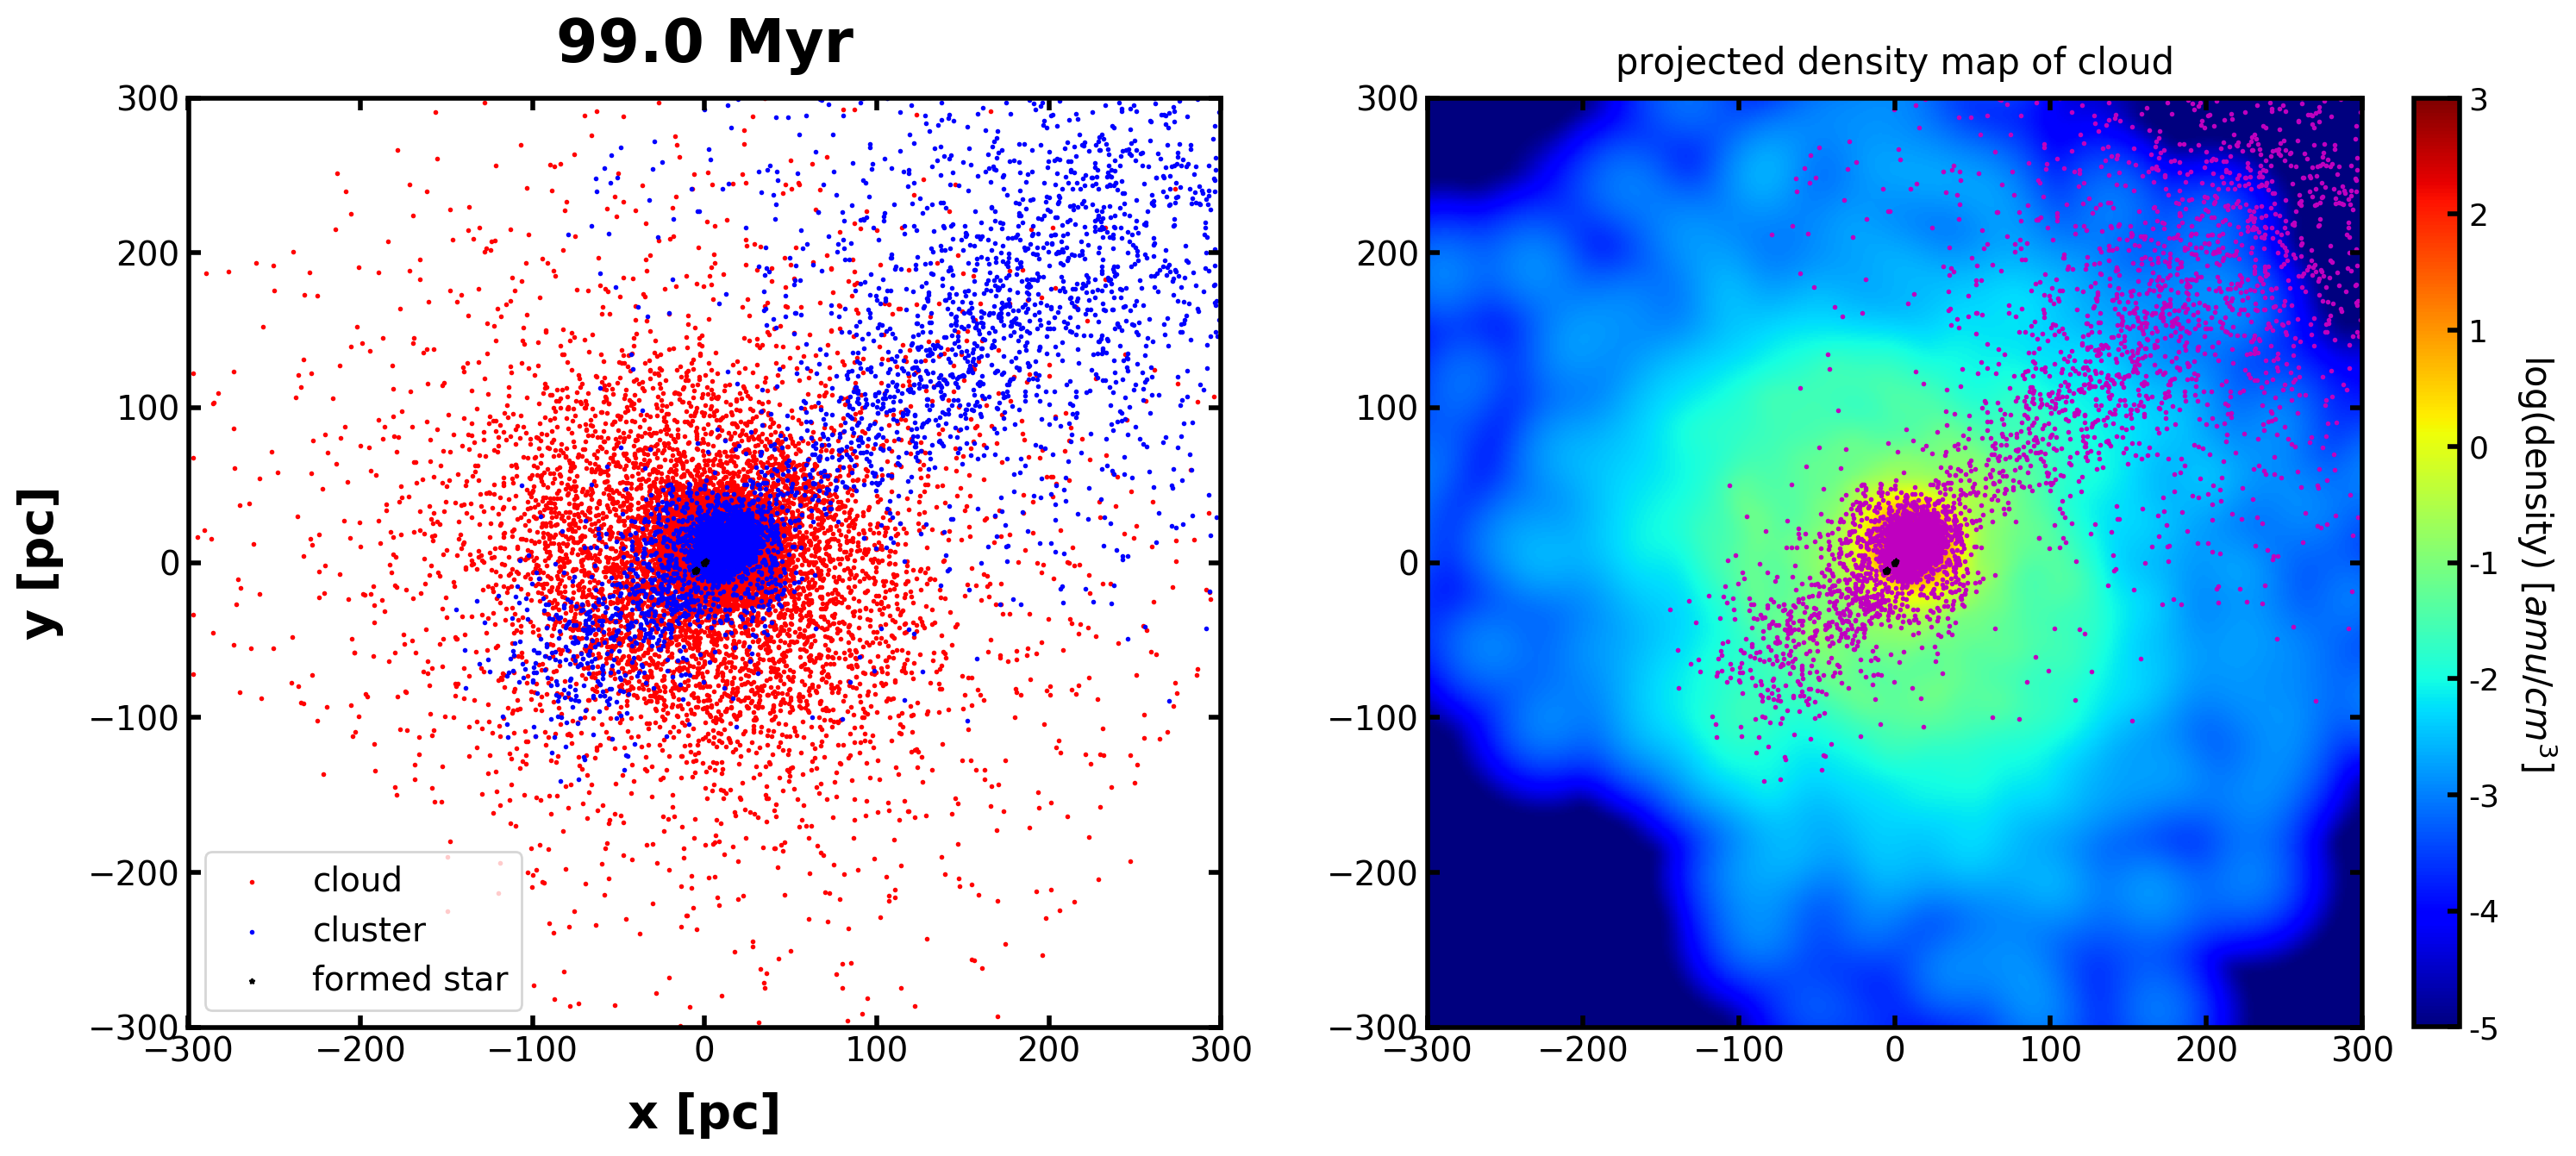 99.0 Myr
300
200
100
0
−100
−200
−300
y [pc]
cloud
cluster
formed star
−300 −200 −100 0 100 200 300
x [pc]
projected density map of cloud
300
200
100
0
−100
−200
−300
−300 −200 −100 0 100 200 300
3
2
1
0
-1
-2
-3
-4
-5
log(density) [amu/cm³]